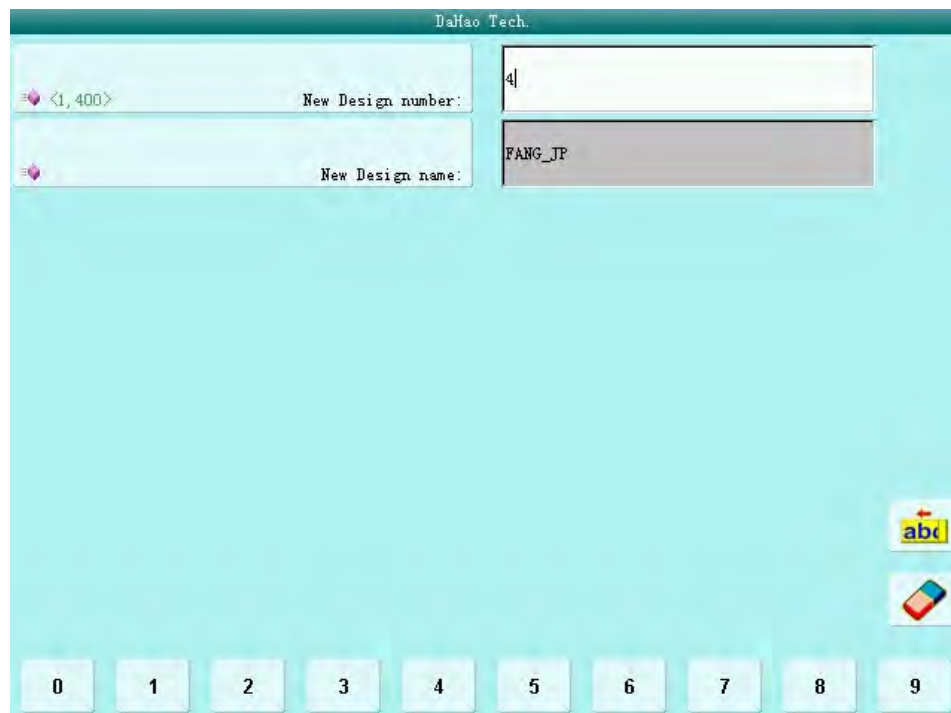 DaHao Tech.
<1,400> New Design number: 4
New Design name: FANG_JP
abc
0 1 2 3 4 5 6 7 8 9